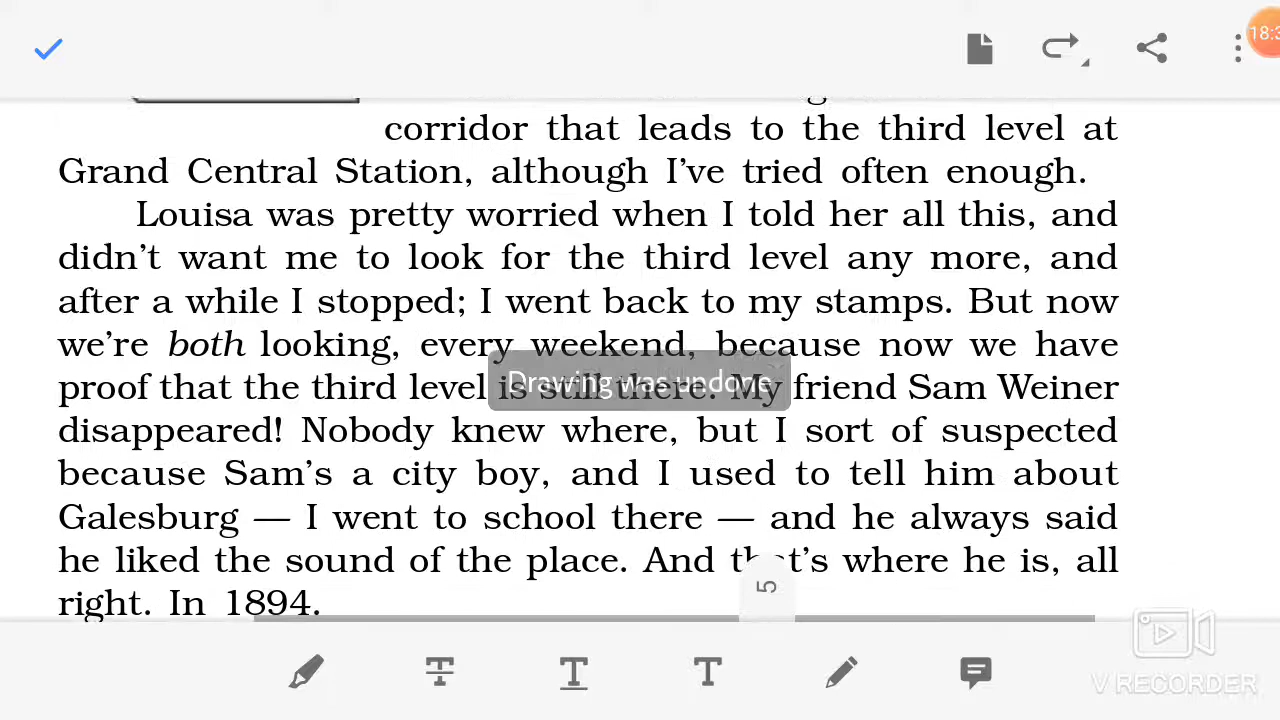 18:3
corridor that leads to the third level at
Grand Central Station, although I've tried often enough.
Louisa was pretty worried when I told her all this, and
didn't want me to look for the third level any more, and
after a while I stopped; I went back to my stamps. But now
we're both looking, every weekend, because now we have
proof that the third level is still there. My friend Sam Weiner
Drawing was undone
disappeared! Nobody knew where, but I sort of suspected
because Sam's a city boy, and I used to tell him about
Galesburg — I went to school there — and he always said
he liked the sound of the place. And that's where he is, all
right. In 1894.
5
V RECORDER